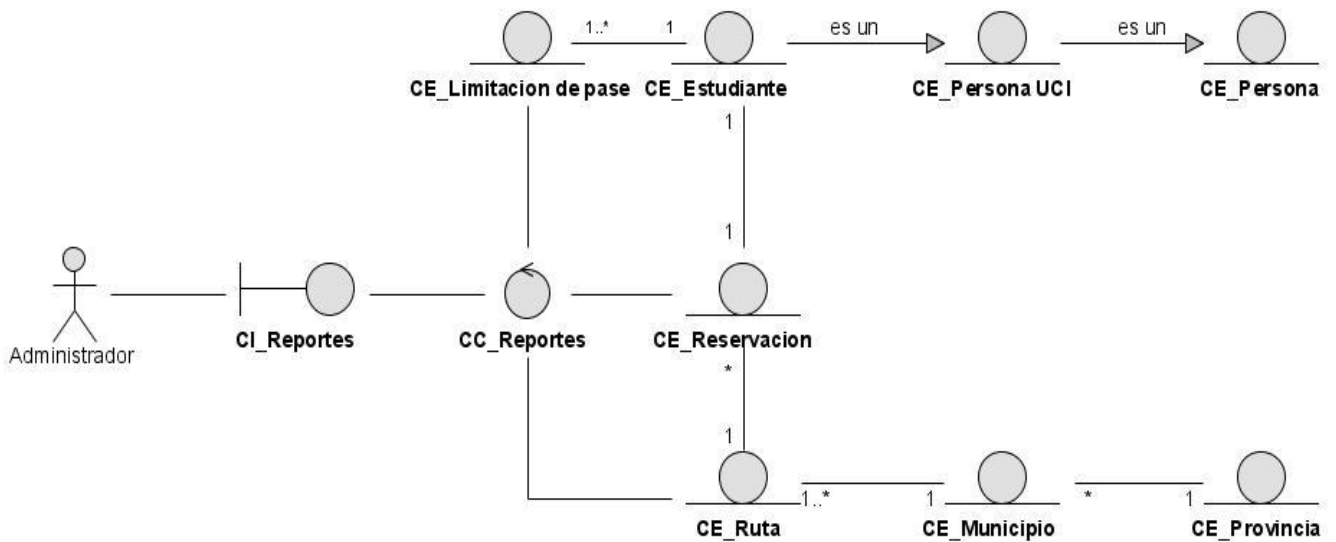 1..* 1 es un es un
CE_Limitacion de pase CE_Estudiante CE_Persona UCI CE_Persona
1
1
CI_Reportes CC_Reportes CE_Reservacion
Administrador
*
1
1..* 1 * 1
CE_Ruta CE_Municipio CE_Provincia